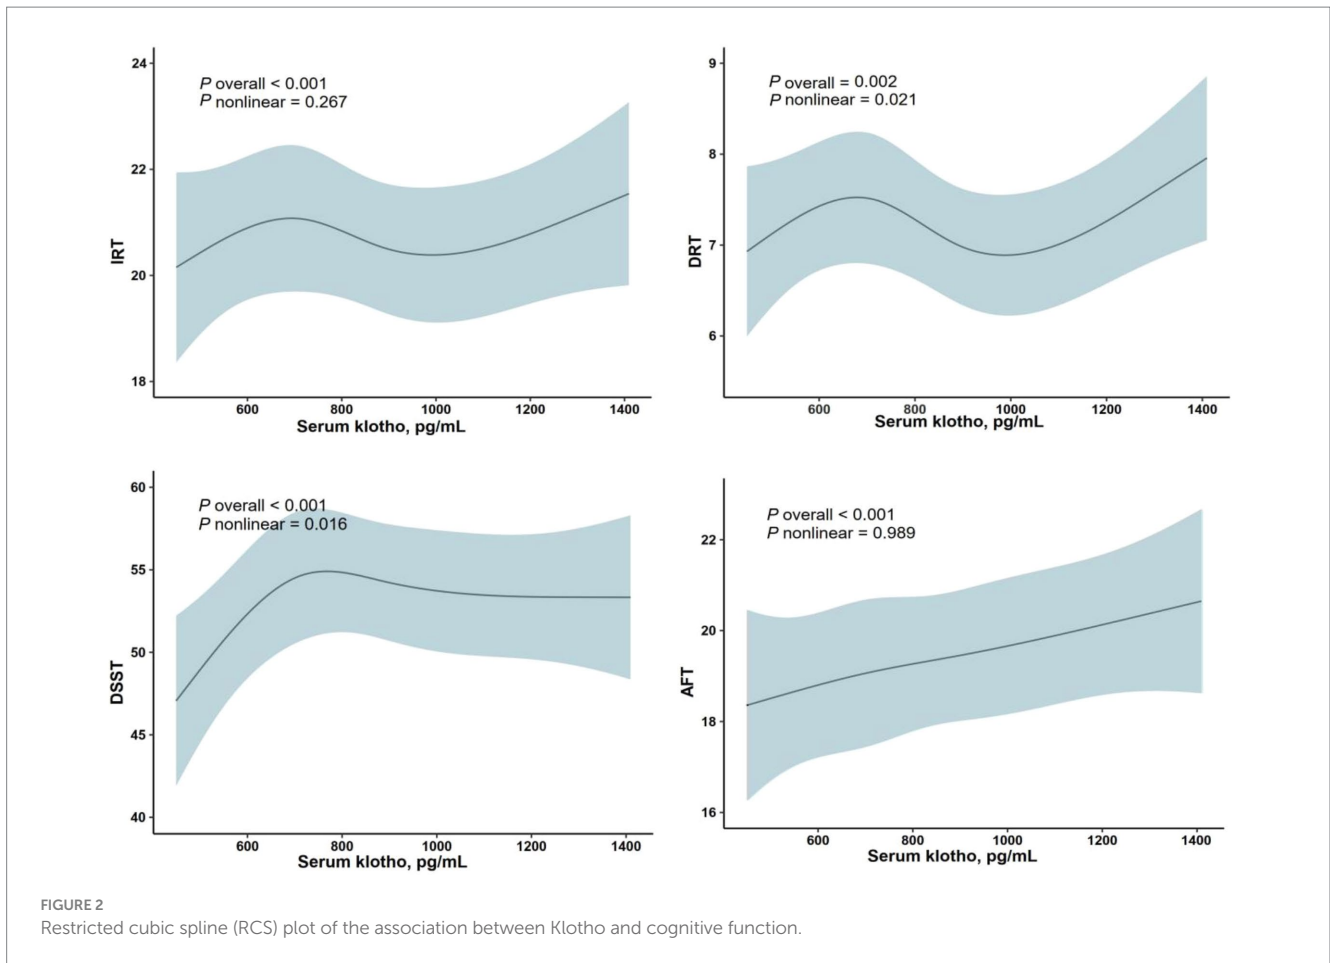 24
22
20
18
IRT
P overall < 0.001
P nonlinear = 0.267
600 800 1000 1200 1400
Serum klotho, pg/mL
9
8
7
6
DRT
P overall = 0.002
P nonlinear = 0.021
600 800 1000 1200 1400
Serum klotho, pg/mL
60
55
50
45
40
DSST
P overall < 0.001
P nonlinear = 0.016
600 800 1000 1200 1400
Serum klotho, pg/mL
22
20
18
16
AFT
P overall < 0.001
P nonlinear = 0.989
600 800 1000 1200 1400
Serum klotho, pg/mL
FIGURE 2
Restricted cubic spline (RCS) plot of the association between Klotho and cognitive function.